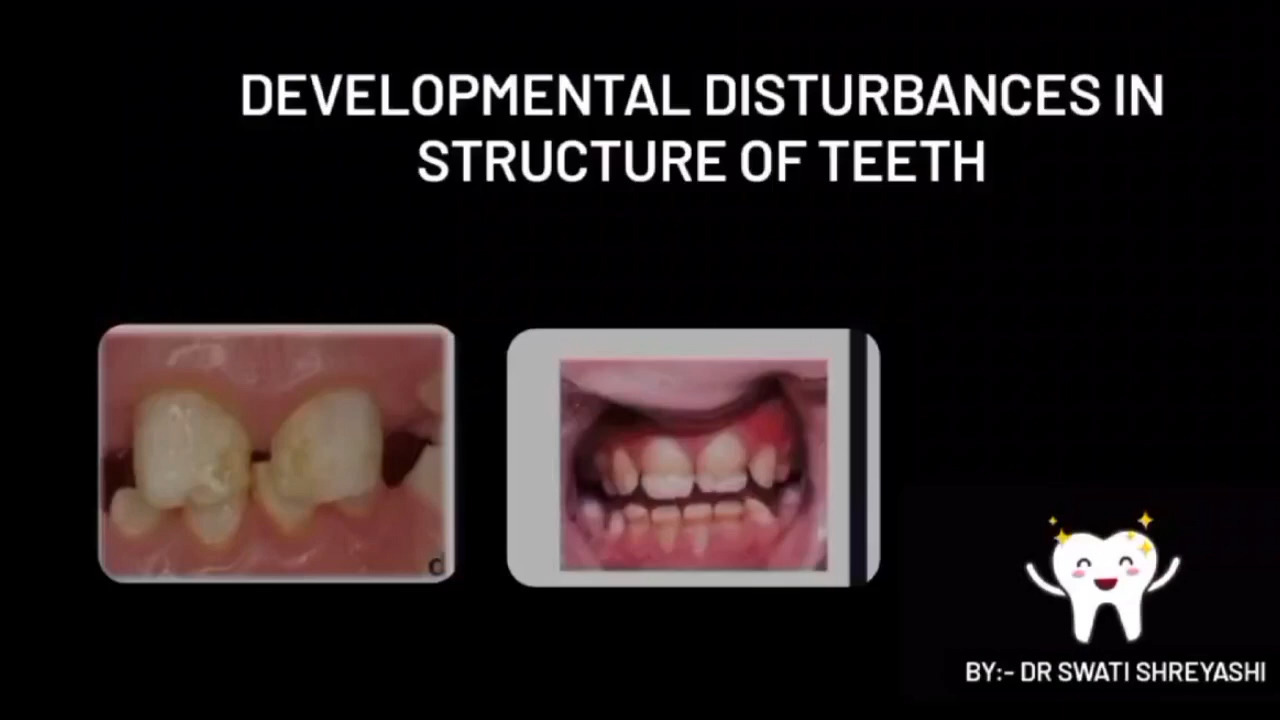 DEVELOPMENTAL DISTURBANCES IN
STRUCTURE OF TEETH
d
BY:- DR SWATI SHREYASHI